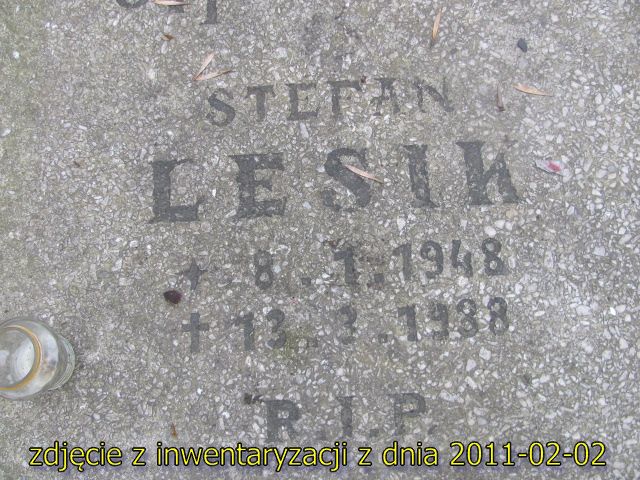 STEFAN
LESIK
* 8.1.1948
† 13.3.1988
R.I.P.
zdjęcie z inwentaryzacji z dnia 2011-02-02